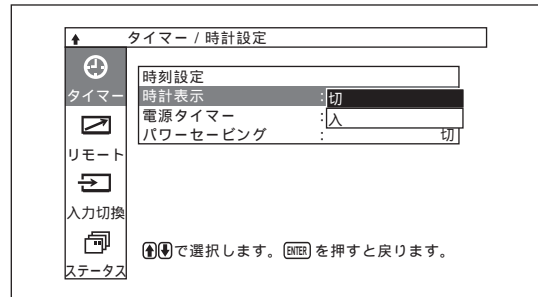 タイマー / 時計設定
タイマー
リモート
入力切換
ステータス
時刻設定
時計表示 : 切
電源タイマー : 入
パワーセービング : 切
で選択します。 ENTER を押すと戻ります。